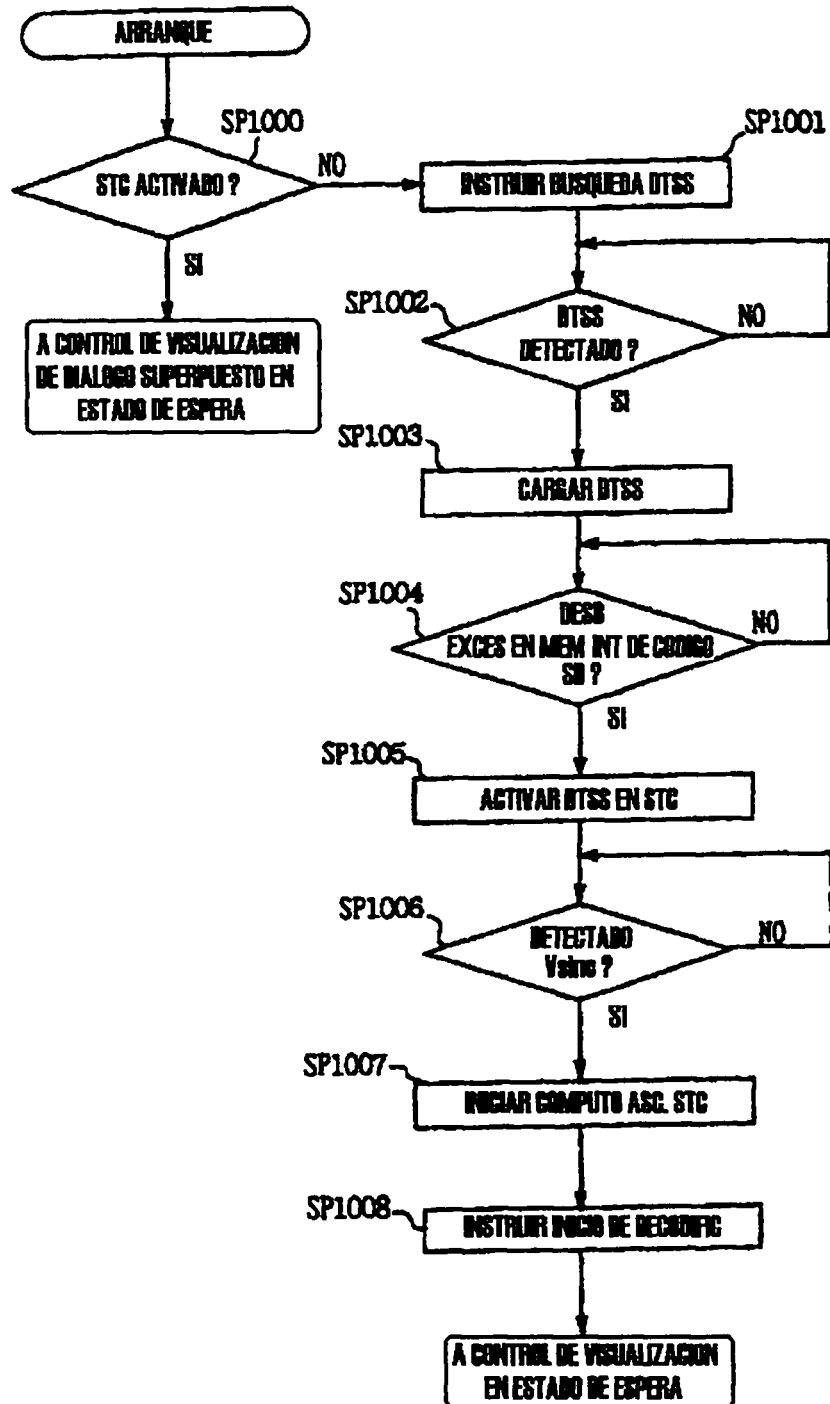 ARRANQUE
SP1000
STC ACTIVADO ?
NO
SI
A CONTROL DE VISUALIZACION
DE DIALOGO SUPERPUESTO EN
ESTADO DE ESPERA
SP1001
INSTRUIR BUSQUEDA DTSS
SP1002
DTSS
DETECTADO ?
NO
SI
SP1003
CARGAR DTSS
SP1004
DESB
EXCES EN MEM INT DE CODIGO
SB ?
NO
SI
SP1005
ACTIVAR DTSS EN STC
SP1006
DETECTADO
Vsinc ?
NO
SI
SP1007
INICIAR COMPUTO ASC. STC
SP1008
INSTRUIR INICIO DE DECODIFIC
A CONTROL DE VISUALIZACION
EN ESTADO DE ESPERA